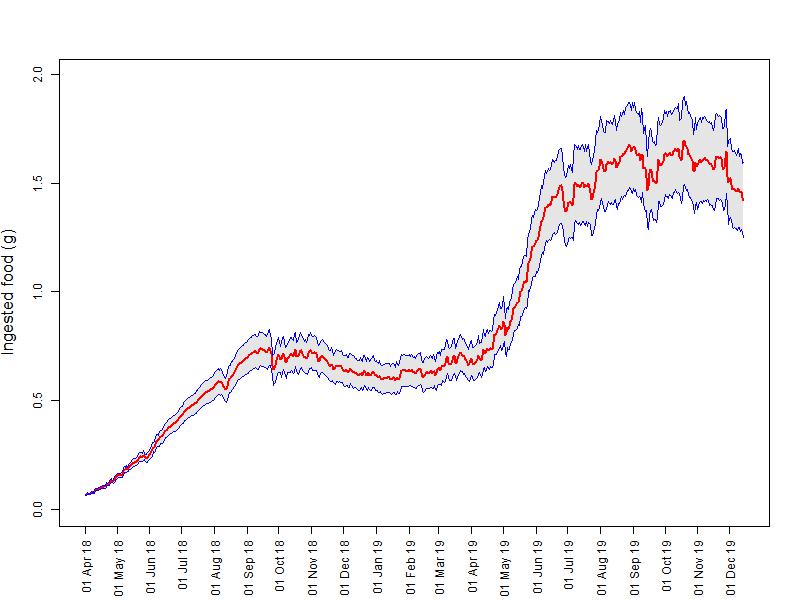 Ingested food (g)
2.0
1.5
1.0
0.5
0.0
01 Apr 18
01 May 18
01 Jun 18
01 Jul 18
01 Aug 18
01 Sep 18
01 Oct 18
01 Nov 18
01 Dec 18
01 Jan 19
01 Feb 19
01 Mar 19
01 Apr 19
01 May 19
01 Jun 19
01 Jul 19
01 Aug 19
01 Sep 19
01 Oct 19
01 Nov 19
01 Dec 19